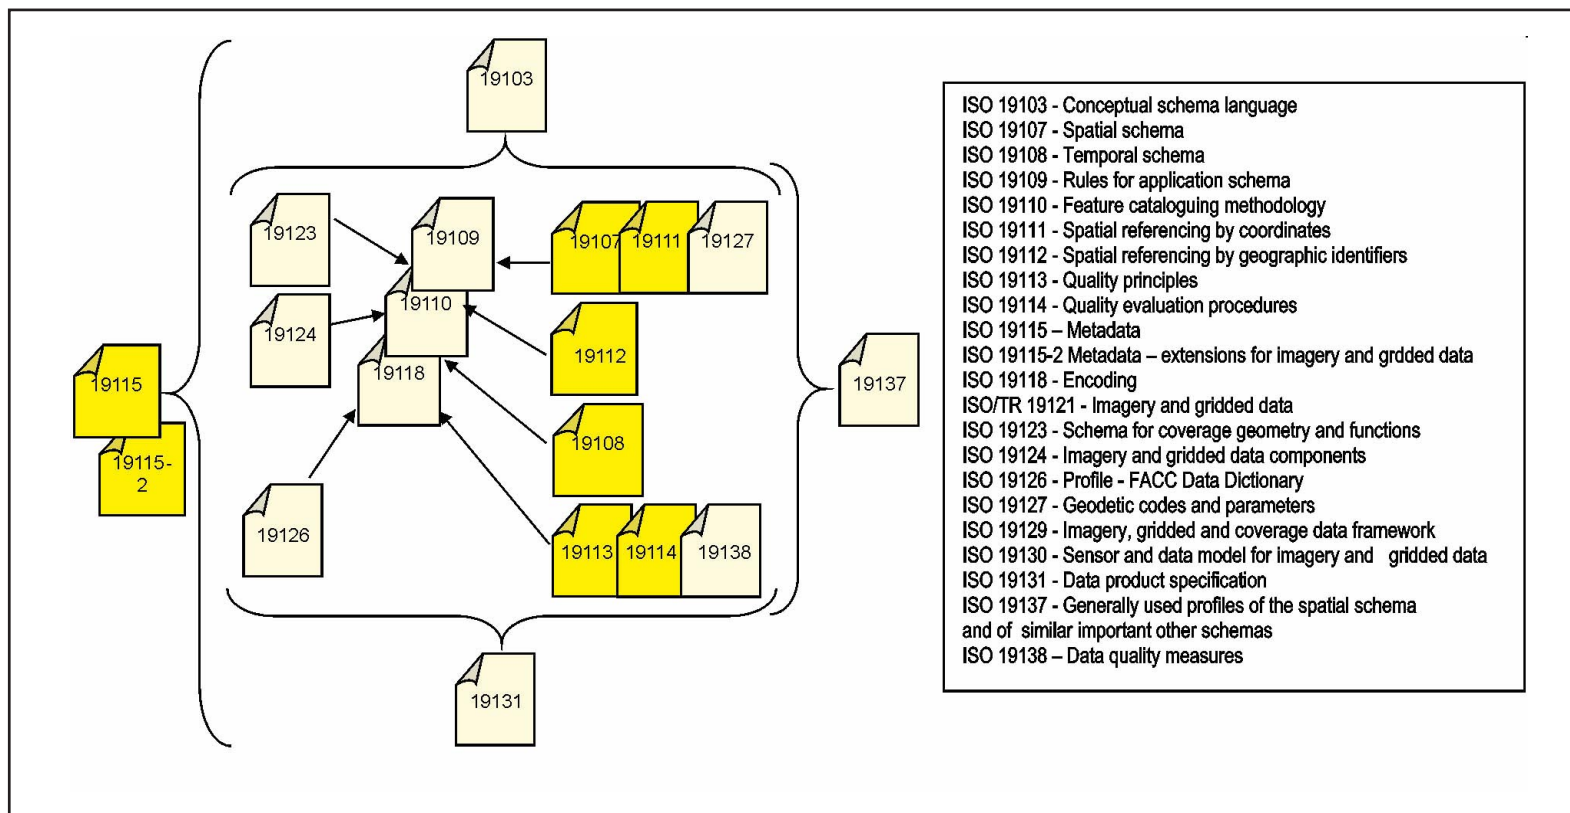 19103
19123
19109
19107
19111
19127
19110
19124
19112
19118
19115
19137
19108
19115-
2
19126
19113
19114
19138
19131
ISO 19103 - Conceptual schema language
ISO 19107 - Spatial schema
ISO 19108 - Temporal schema
ISO 19109 - Rules for application schema
ISO 19110 - Feature cataloguing methodology
ISO 19111 - Spatial referencing by coordinates
ISO 19112 - Spatial referencing by geographic identifiers
ISO 19113 - Quality principles
ISO 19114 - Quality evaluation procedures
ISO 19115 – Metadata
ISO 19115-2 Metadata – extensions for imagery and grdded data
ISO 19118 - Encoding
ISO/TR 19121 - Imagery and gridded data
ISO 19123 - Schema for coverage geometry and functions
ISO 19124 - Imagery and gridded data components
ISO 19126 - Profile - FACC Data Dictionary
ISO 19127 - Geodetic codes and parameters
ISO 19129 - Imagery, gridded and coverage data framework
ISO 19130 - Sensor and data model for imagery and gridded data
ISO 19131 - Data product specification
ISO 19137 - Generally used profiles of the spatial schema
and of similar important other schemas
ISO 19138 – Data quality measures